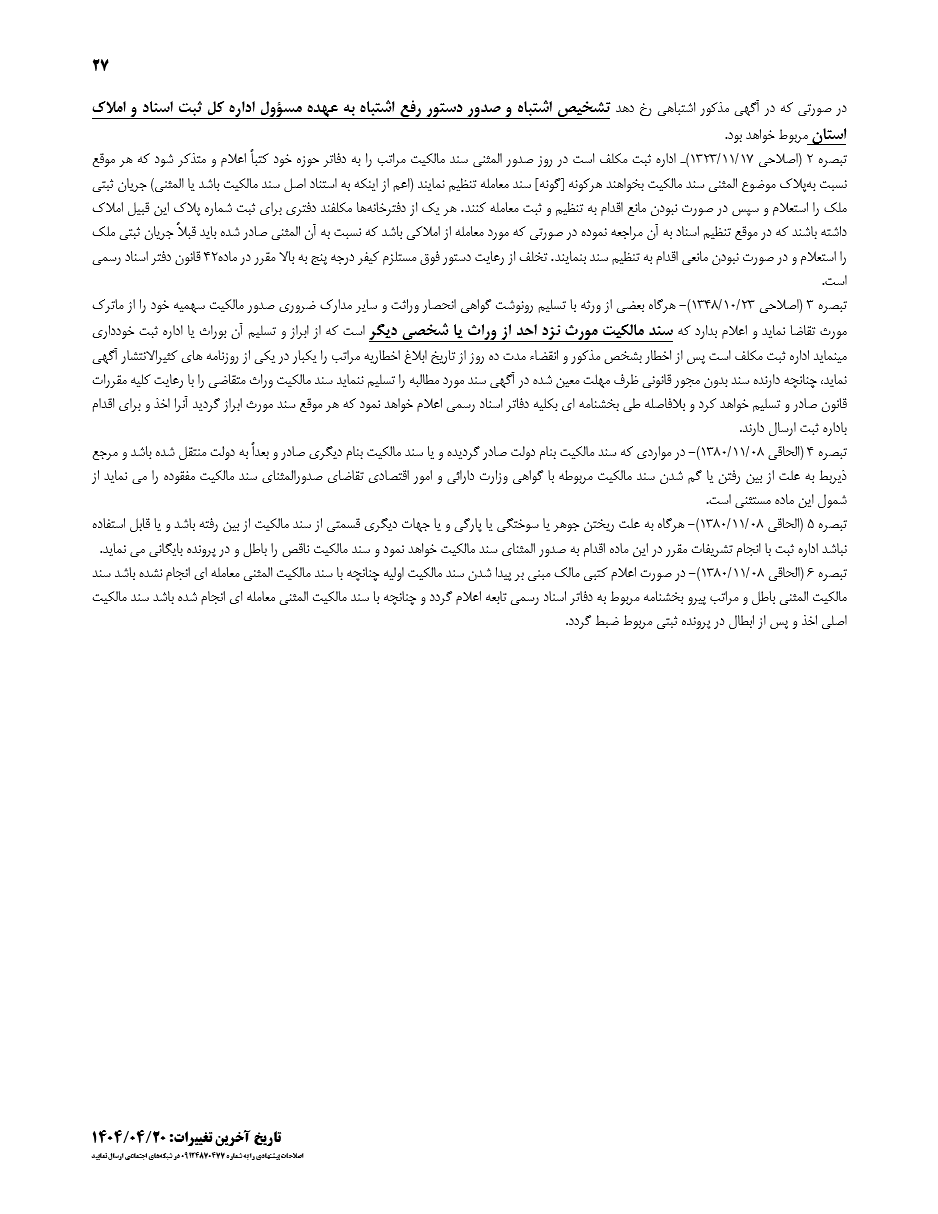 ۲۷
در صورتی که در آگهی مذکور اشتباهی رخ دهد تشخیص اشتباه و صدور دستور رفع اشتباه به عهده مسؤول اداره کل ثبت اسناد و املاک
استان مربوط خواهد بود.
تبصره ۲ (اصلاحی ۱۳۲۳/۱۱/۱۷)ـ اداره ثبت مکلف است در روز صدور المثنی سند مالکیت مراتب را به دفاتر حوزه خود کتباً اعلام و متذکر شود که هر موقع
نسبت به‌پلاک موضوع المثنی سند مالکیت بخواهند هرکونه [گونه] سند معامله تنظیم نمایند (اعم از اینکه به استناد اصل سند مالکیت باشد یا المثنی) جریان ثبتی
ملک را استعلام و سپس در صورت نبودن مانع اقدام به تنظیم و ثبت معامله کنند. هر یک از دفترخانه‌ها مکلفند دفتری برای ثبت شماره پلاک این قبیل املاک
داشته باشند که در موقع تنظیم اسناد به آن مراجعه نموده در صورتی که مورد معامله از املاکی باشد که نسبت به آن المثنی صادر شده باید قبلاً جریان ثبتی ملک
را استعلام و در صورت نبودن مانعی اقدام به تنظیم سند بنمایند. تخلف از رعایت دستور فوق مستلزم کیفر درجه پنج به بالا مقرر در ماده۴۲ قانون دفتر اسناد رسمی
است.
تبصره ۳ (اصلاحی ۱۳۴۸/۱۰/۲۳)- هرگاه بعضی از ورثه با تسلیم رونوشت گواهی انحصار وراثت و سایر مدارک ضروری صدور مالکیت سهمیه خود را از ماترک
مورث تقاضا نماید و اعلام بدارد که سند مالکیت مورث نزد احد از وراث یا شخصی دیگر است که از ابراز و تسلیم آن بوراث یا اداره ثبت خودداری
مینماید اداره ثبت مکلف است پس از اخطار بشخص مذکور و انقضاء مدت ده روز از تاریخ ابلاغ اخطاریه مراتب را یکبار در یکی از روزنامه های کثیرالانتشار آگهی
نماید، چنانچه دارنده سند بدون مجور قانونی ظرف مهلت معین شده در آگهی سند مورد مطالبه را تسلیم ننماید سند مالکیت وراث متقاضی را با رعایت کلیه مقررات
قانون صادر و تسلیم خواهد کرد و بلافاصله طی بخشنامه ای بکلیه دفاتر اسناد رسمی اعلام خواهد نمود که هر موقع سند مورث ابراز گردید آنرا اخذ و برای اقدام
باداره ثبت ارسال دارند.
تبصره ۴ (الحاقی ۱۳۸۰/۱۱/۰۸)- در مواردی که سند مالکیت بنام دولت صادر گردیده و یا سند مالکیت بنام دیگری صادر و بعداً به دولت منتقل شده باشد و مرجع
ذیربط به علت از بین رفتن یا گم شدن سند مالکیت مربوطه با گواهی وزارت دارائی و امور اقتصادی تقاضای صدورالمثنای سند مالکیت مفقوده را می نماید از
شمول این ماده مستثنی است.
تبصره ۵ (الحاقی ۱۳۸۰/۱۱/۰۸)- هرگاه به علت ریختن جوهر یا سوختگی یا پارگی و یا جهات دیگری قسمتی از سند مالکیت از بین رفته باشد و یا قابل استفاده
نباشد اداره ثبت با انجام تشریفات مقرر در این ماده اقدام به صدور المثنای سند مالکیت خواهد نمود و سند مالکیت ناقص را باطل و در پرونده بایگانی می نماید.
تبصره ۶ (الحاقی ۱۳۸۰/۱۱/۰۸)- در صورت اعلام کتبی مالک مبنی بر پیدا شدن سند مالکیت اولیه چنانچه با سند مالکیت المثنی معامله ای انجام نشده باشد سند
مالکیت المثنی باطل و مراتب پیرو بخشنامه مربوط به دفاتر اسناد رسمی تابعه اعلام گردد و چنانچه با سند مالکیت المثنی معامله ای انجام شده باشد سند مالکیت
اصلی اخذ و پس از ابطال در پرونده ثبتی مربوط ضبط گردد.
تاریخ آخرین تغییرات: ۱۴۰۴/۰۴/۲۰
اصلاحات پیشنهادی را به شماره ۰۹۱۲۴۸۷۰۴۷۷ در شبکه‌های اجتماعی ارسال نمایید